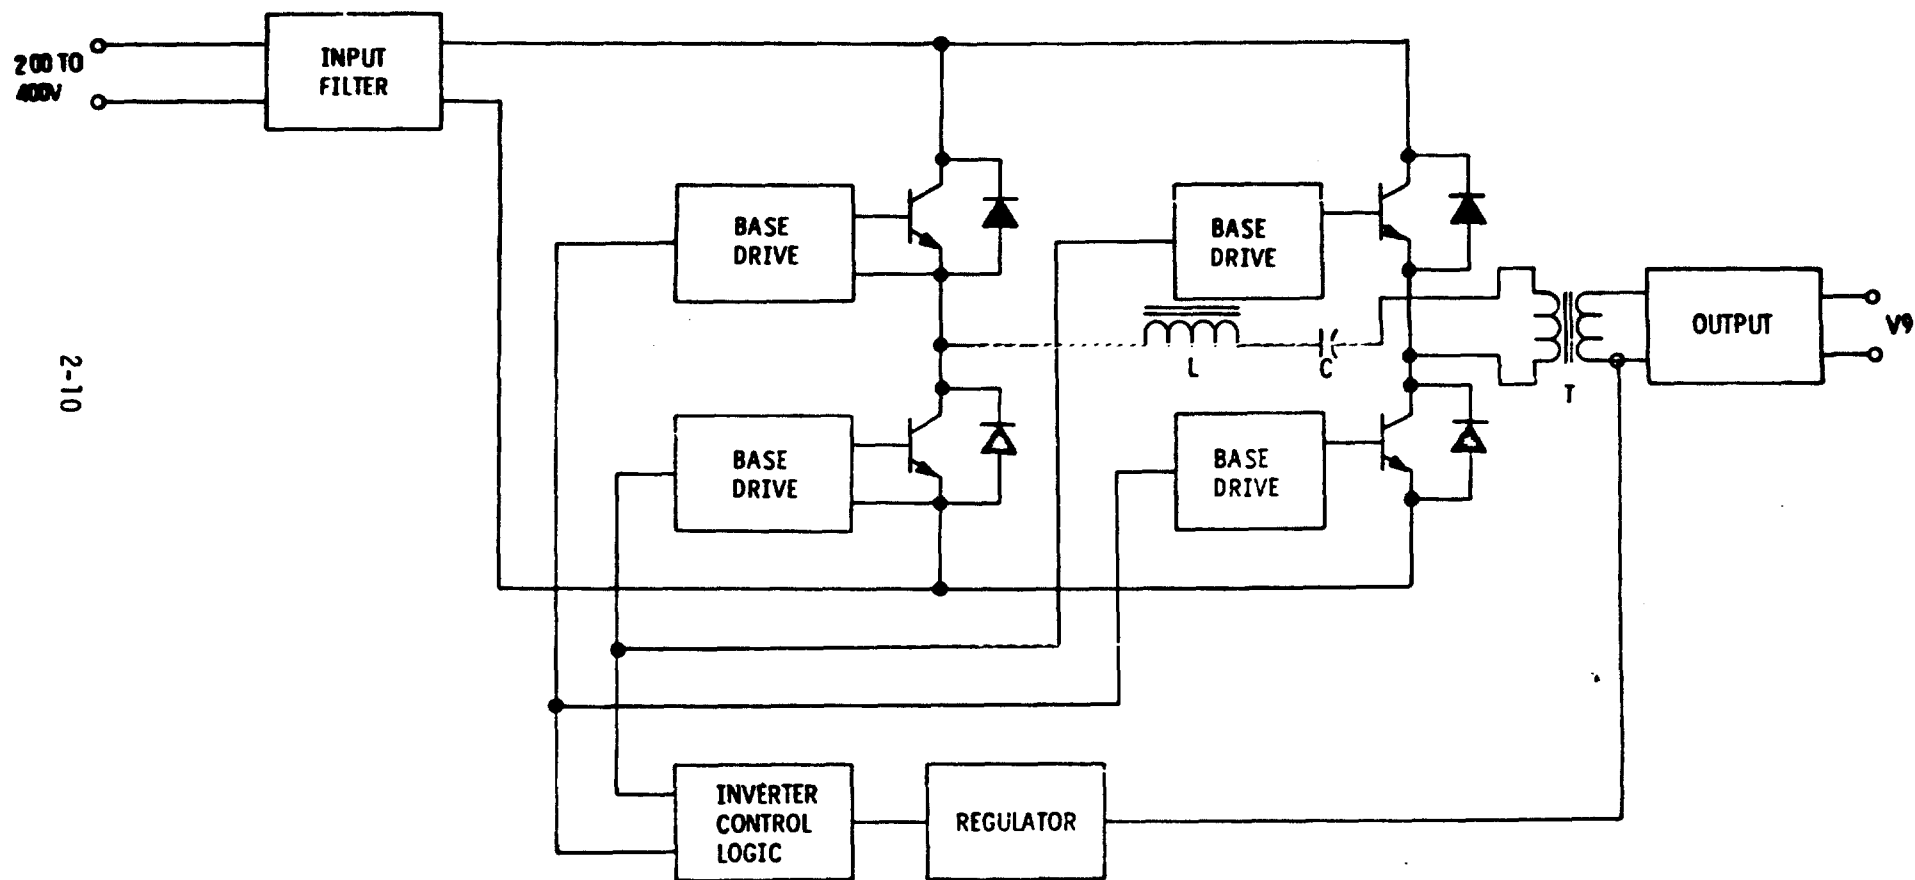 200 TO
400V
INPUT
FILTER
BASE
DRIVE
BASE
DRIVE
L
C
T
OUTPUT
V9
BASE
DRIVE
BASE
DRIVE
INVERTER
CONTROL
LOGIC
REGULATOR
2-10